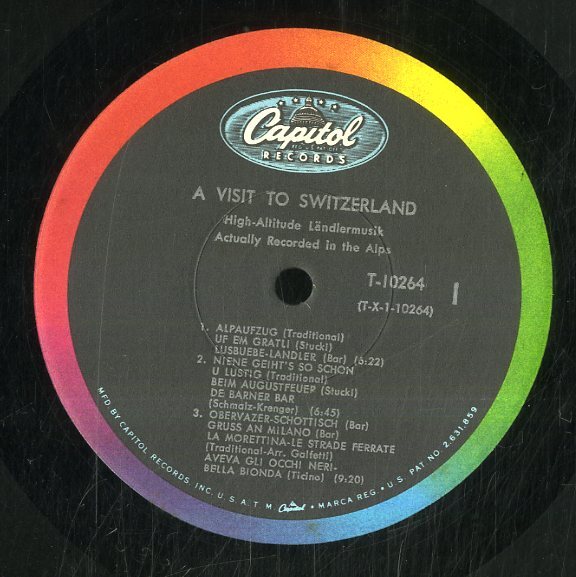 Capitol
RECORDS
A VISIT TO SWITZERLAND
High-Altitude Ländlermusik
Actually Recorded in the Alps
T-10264
1
(T-X-1-10264)
1. ALPAUFZUG (Traditional)
UF EM GRATLI (Stucki)
LUSBUEBE-LANDLER (Bar) (6:22)
2. NIENE GEIHT'S SO SCHON
U LUSTIG (Traditional)
BEIM AUGUSTFEUER (Stucki)
DE BARNER BAR
(Schmalz-Krenger) (6:45)
3. OBERVAZER-SCHOTTISCH (Bar)
GRUSS AN MILANO (Bar)
LA MORETTINA-LE STRADE FERRATE
(Traditional-Arr. Galfetti)
AVEVA GLI OCCHI NERI-
BELLA BIONDA (Ticino) (9:20)
MFD BY CAPITOL RECORDS, INC. U.S.A. T.M. Capitol • MARCA REG. • U.S. PAT. NO. 2,631,859